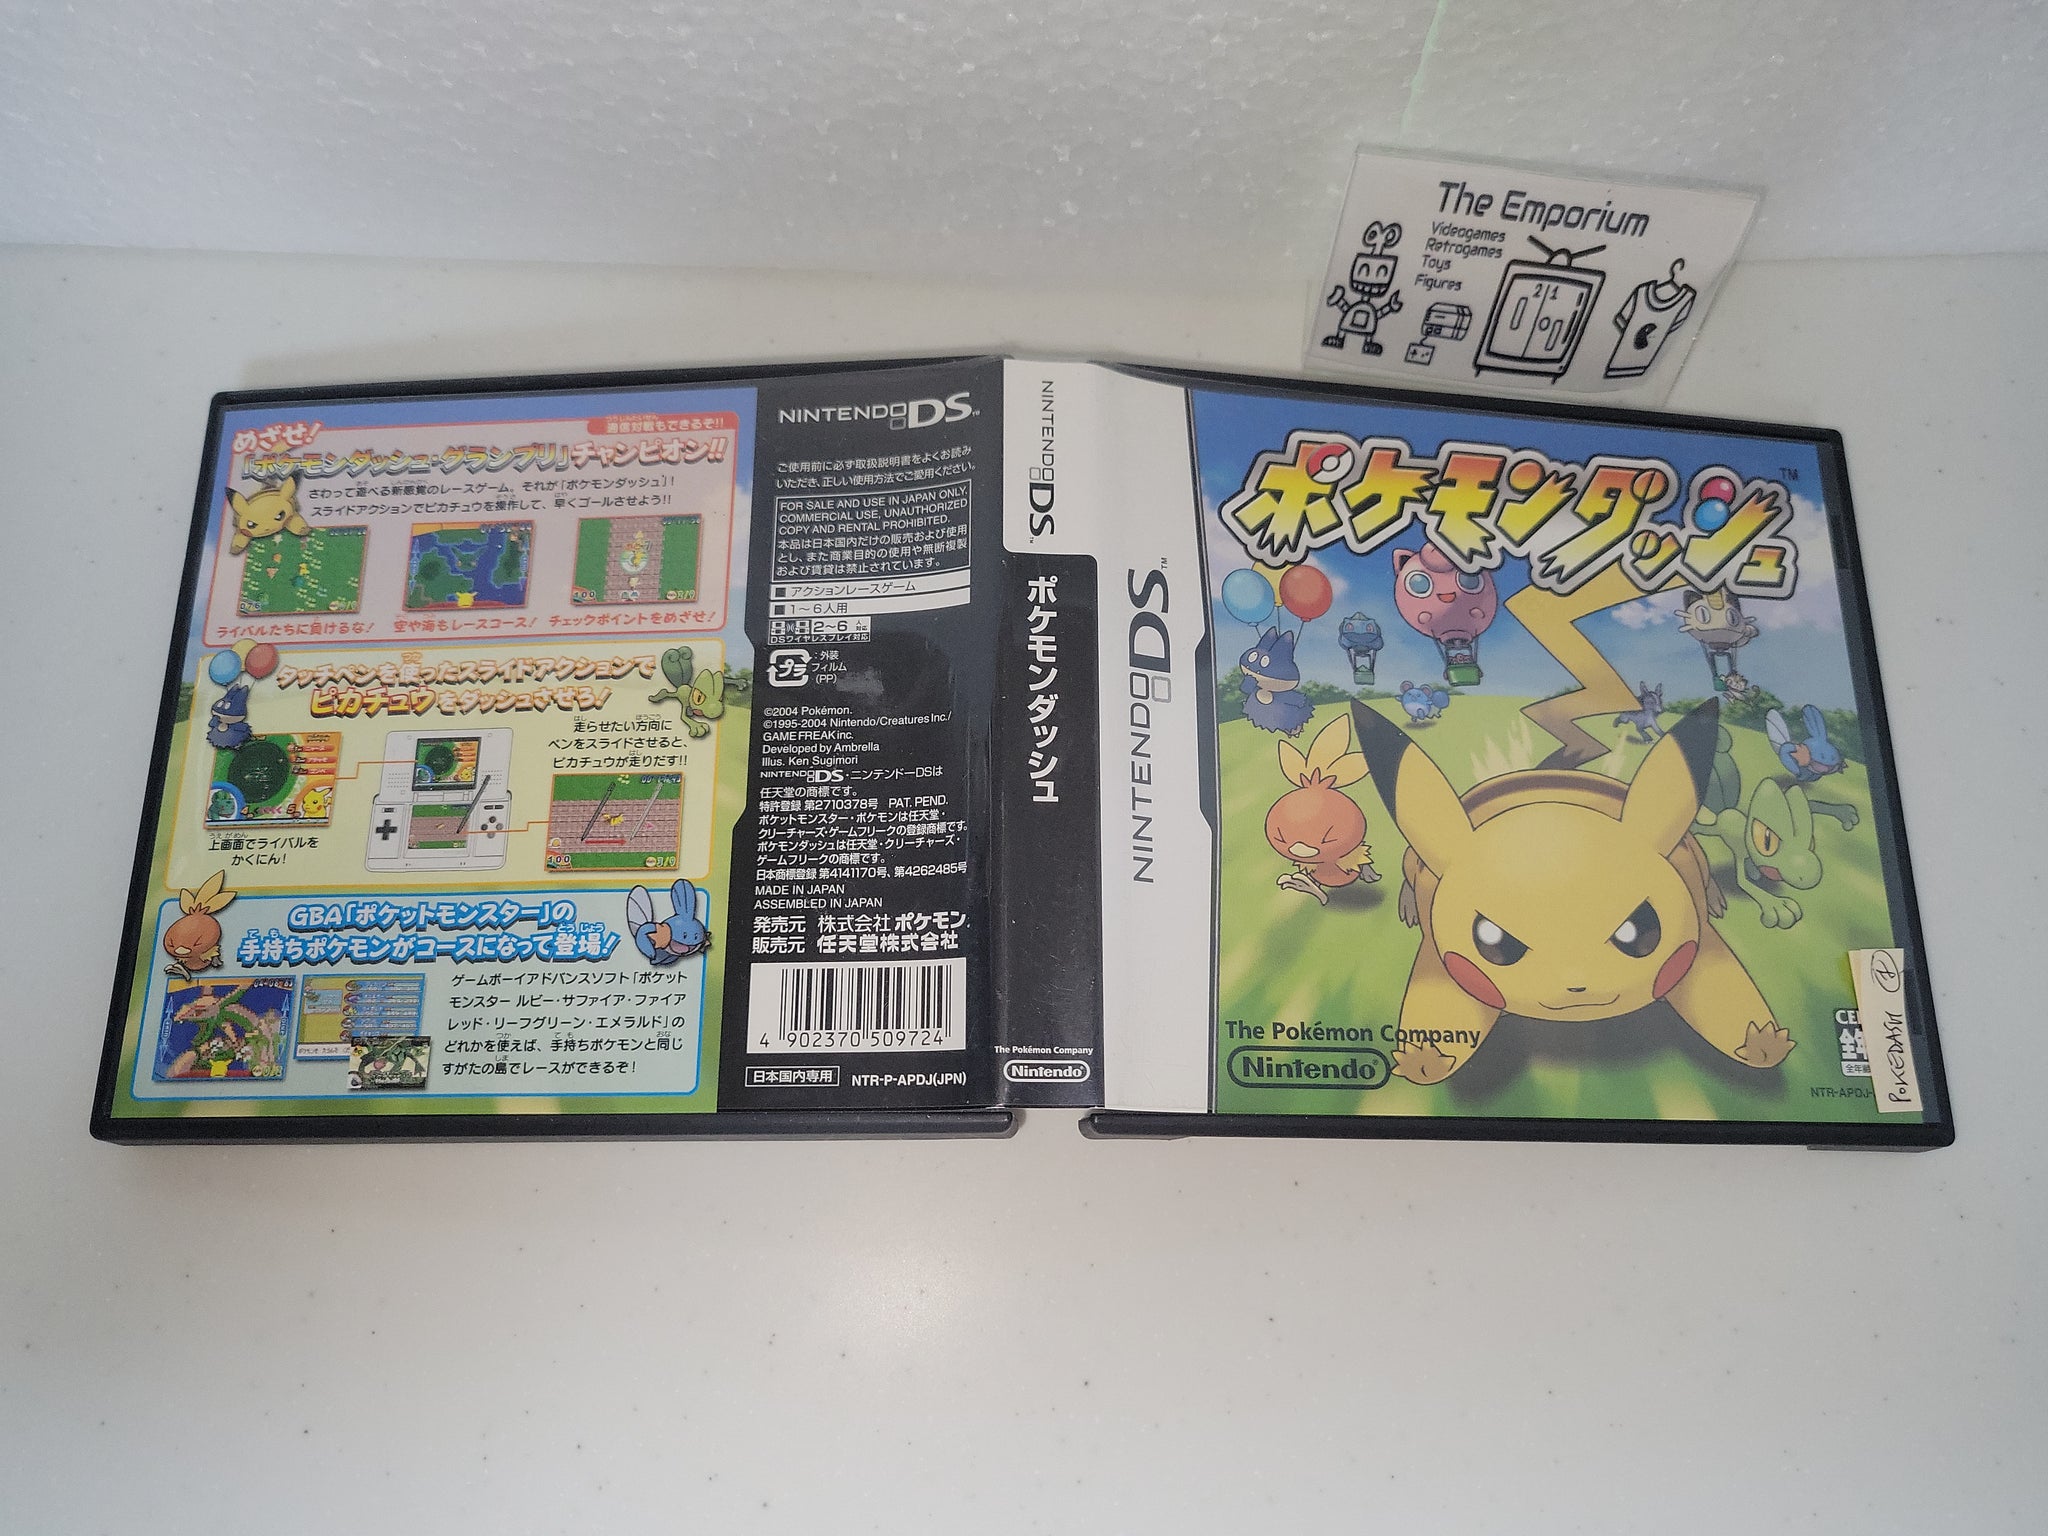 The Emporium
Videogames
Retrogames
Toys
Figures
21
めざせ!
通信対戦もできるぞ!!
「ポケモンダッシュ・グランプリ」チャンピオン!!
さわって遊べる新感覚のレースゲーム。それが「ポケモンダッシュ」!
スライドアクションでピカチュウを操作して、早くゴールさせよう!!
ライバルたちに負けるな!
空や海もレースコース!
チェックポイントをめざせ!
タッチペンを使ったスライドアクションで
ピカチュウをダッシュさせろ!
走らせたい方向に
ペンをスライドさせると、
ピカチュウが走りだす!!
上画面でライバルを
かくにん!
GBA「ポケットモンスター」の
手持ちポケモンがコースになって登場!
ゲームボーイアドバンスソフト「ポケット
モンスター ルビー・サファイア・ファイア
レッド・リーフグリーン・エメラルド」の
どれかを使えば、手持ちポケモンと同じ
すがたの島でレースができるぞ!
NINTENDO DS™
ご使用前に必ず取扱説明書をよくお読み
いただき、正しい使用方法でご愛用ください。
FOR SALE AND USE IN JAPAN ONLY.
COMMERCIAL USE, UNAUTHORIZED
COPY AND RENTAL PROHIBITED.
本品は日本国内だけの販売および使用
とし、また商業目的の使用や無断複製
および賃貸は禁止されています。
■ アクションレースゲーム
■ 1〜6人用
2〜6人対応
DSワイヤレスプレイ対応
プラ
:外装
フィルム
(PP)
©2004 Pokémon.
©1995-2004 Nintendo/Creatures Inc./
GAME FREAK inc.
Developed by Ambrella
Illus. Ken Sugimori
NINTENDO DS・ニンテンドーDSは
任天堂の商標です。
特許登録 第2710378号 PAT. PEND.
ポケットモンスター・ポケモンは任天堂・
クリーチャーズ・ゲームフリークの登録商標です。
ポケモンダッシュは任天堂・クリーチャーズ・
ゲームフリークの商標です。
日本商標登録 第4141170号、第4262485号
MADE IN JAPAN
ASSEMBLED IN JAPAN
発売元 株式会社 ポケモン
販売元 任天堂株式会社
4 902370 509724
日本国内専用
NTR-P-APDJ(JPN)
NINTENDO DS™
ポケモンダッシュ
The Pokémon Company
Nintendo
NINTENDO DS™
ポケモンダッシュ™
The Pokémon Company
Nintendo
NTR-APDJ-
POKEDASH